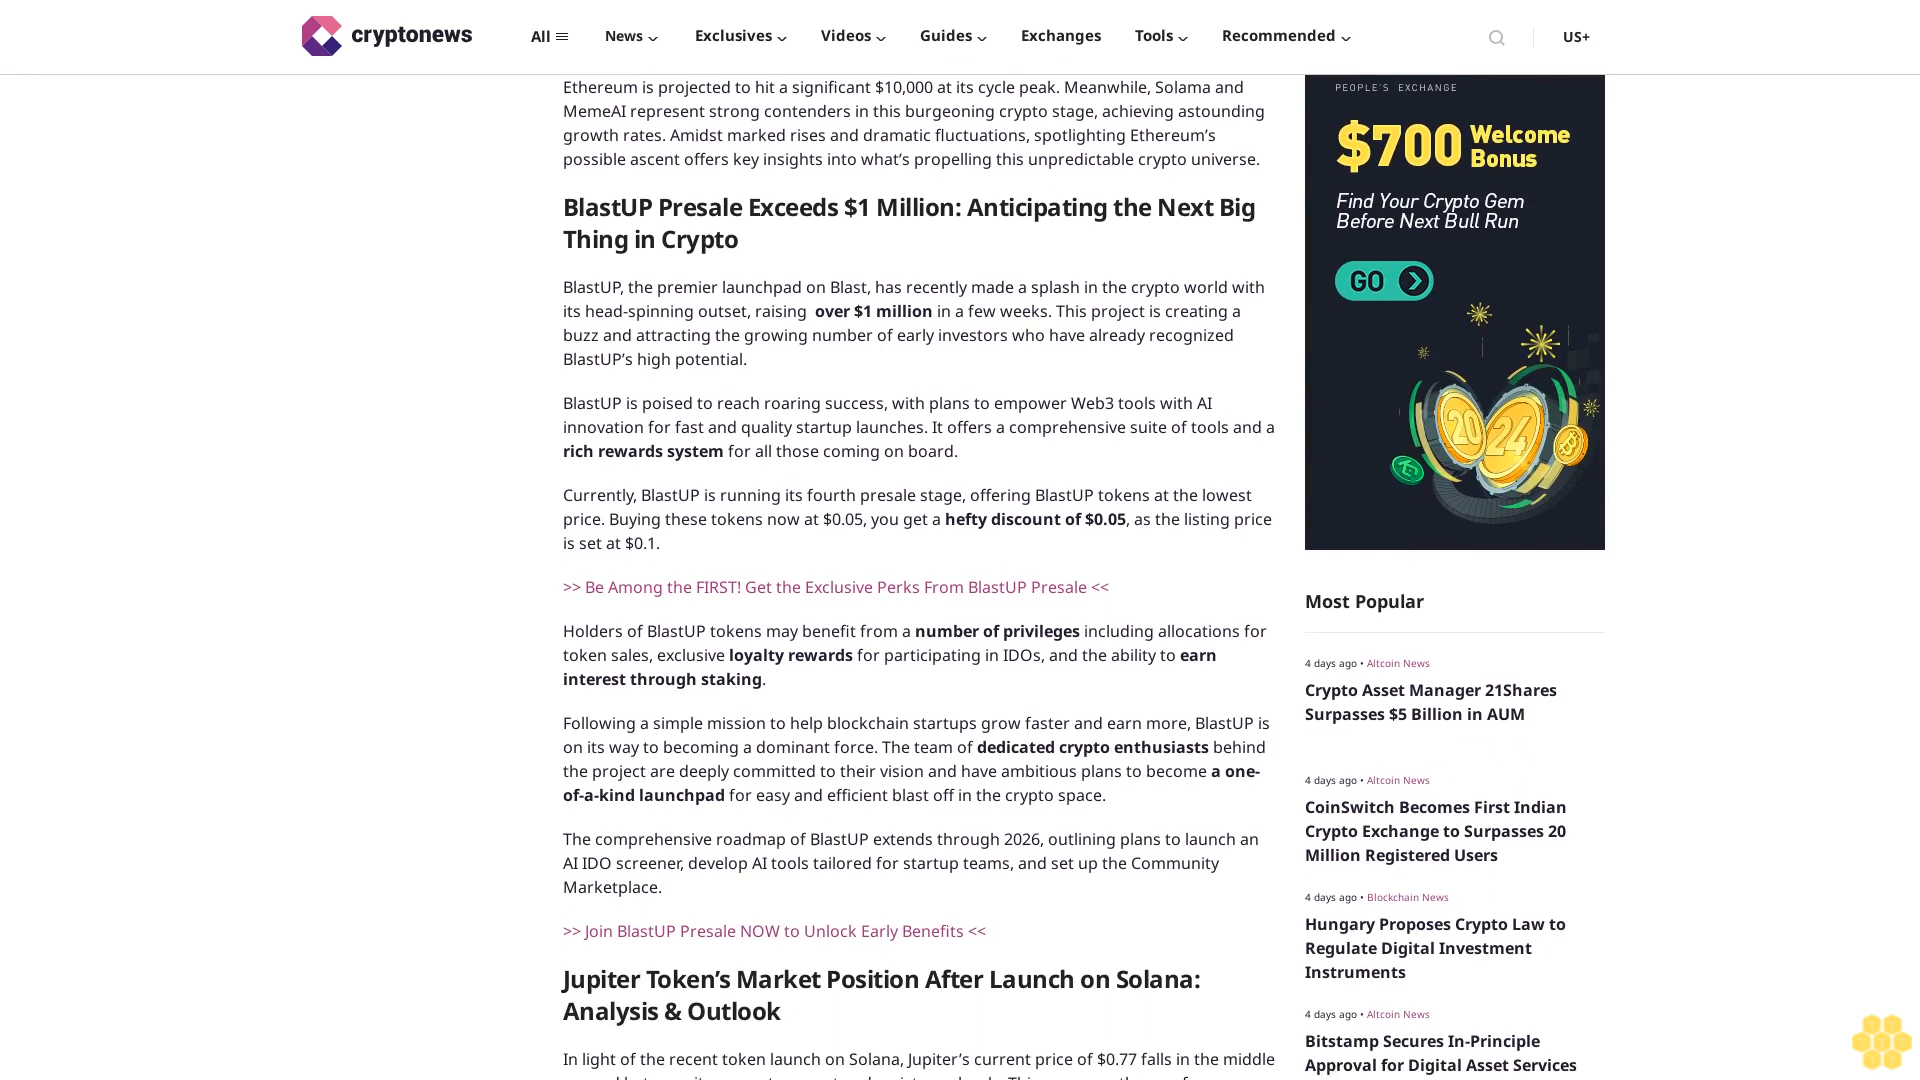 cryptonews
All
News
Exclusives
Videos
Guides
Exchanges
Tools
Recommended
US+
Ethereum is projected to hit a significant $10,000 at its cycle peak. Meanwhile, Solama and
MemeAI represent strong contenders in this burgeoning crypto stage, achieving astounding
growth rates. Amidst marked rises and dramatic fluctuations, spotlighting Ethereum’s
possible ascent offers key insights into what’s propelling this unpredictable crypto universe.
BlastUP Presale Exceeds $1 Million: Anticipating the Next Big
Thing in Crypto
BlastUP, the premier launchpad on Blast, has recently made a splash in the crypto world with
its head-spinning outset, raising over $1 million in a few weeks. This project is creating a
buzz and attracting the growing number of early investors who have already recognized
BlastUP’s high potential.
BlastUP is poised to reach roaring success, with plans to empower Web3 tools with AI
innovation for fast and quality startup launches. It offers a comprehensive suite of tools and a
rich rewards system for all those coming on board.
Currently, BlastUP is running its fourth presale stage, offering BlastUP tokens at the lowest
price. Buying these tokens now at $0.05, you get a hefty discount of $0.05, as the listing price
is set at $0.1.
>> Be Among the FIRST! Get the Exclusive Perks From BlastUP Presale <<
Holders of BlastUP tokens may benefit from a number of privileges including allocations for
token sales, exclusive loyalty rewards for participating in IDOs, and the ability to earn
interest through staking.
Following a simple mission to help blockchain startups grow faster and earn more, BlastUP is
on its way to becoming a dominant force. The team of dedicated crypto enthusiasts behind
the project are deeply committed to their vision and have ambitious plans to become a one-
of-a-kind launchpad for easy and efficient blast off in the crypto space.
The comprehensive roadmap of BlastUP extends through 2026, outlining plans to launch an
AI IDO screener, develop AI tools tailored for startup teams, and set up the Community
Marketplace.
>> Join BlastUP Presale NOW to Unlock Early Benefits <<
Jupiter Token’s Market Position After Launch on Solana:
Analysis & Outlook
In light of the recent token launch on Solana, Jupiter’s current price of $0.77 falls in the middle
PEOPLE'S EXCHANGE
$700 Welcome
Bonus
Find Your Crypto Gem
Before Next Bull Run
GO
20
24
Most Popular
4 days ago • Altcoin News
Crypto Asset Manager 21Shares
Surpasses $5 Billion in AUM
4 days ago • Altcoin News
CoinSwitch Becomes First Indian
Crypto Exchange to Surpasses 20
Million Registered Users
4 days ago • Blockchain News
Hungary Proposes Crypto Law to
Regulate Digital Investment
Instruments
4 days ago • Altcoin News
Bitstamp Secures In-Principle
Approval for Digital Asset Services